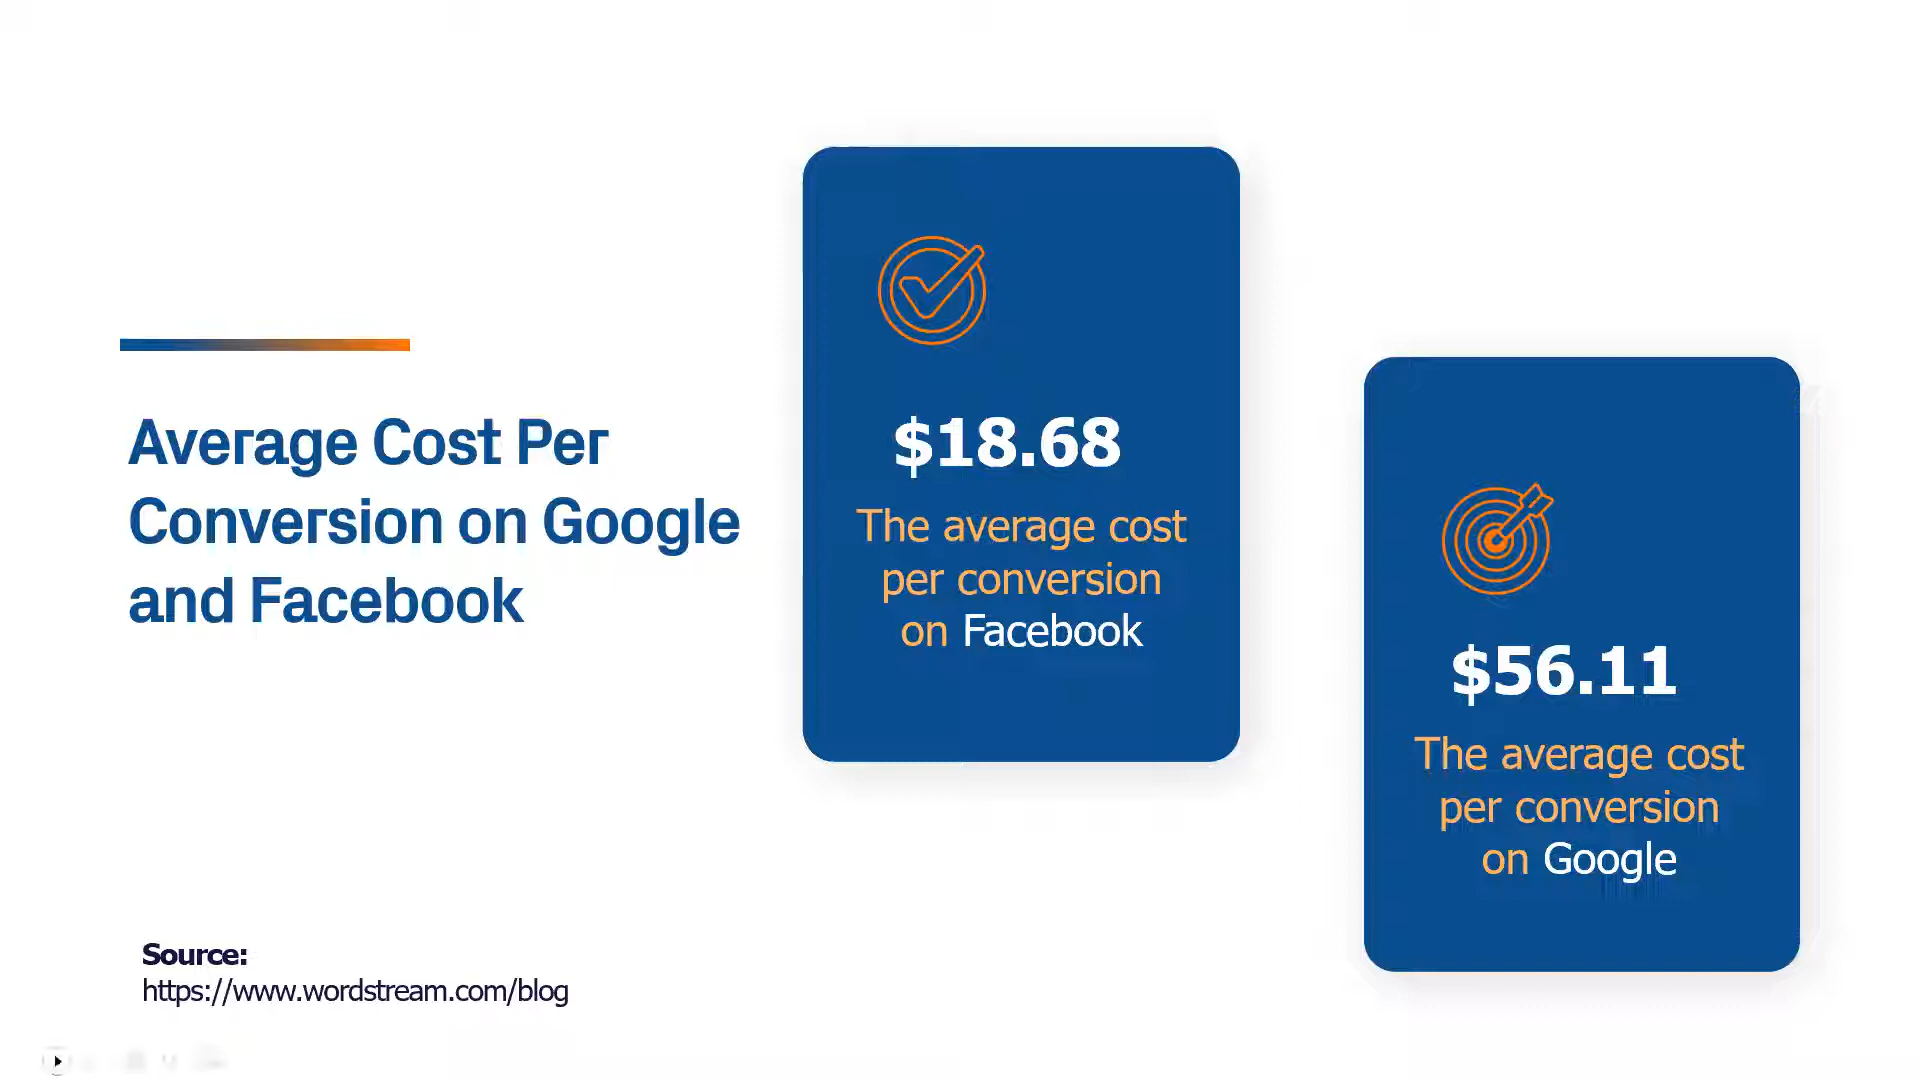 Average Cost Per
Conversion on Google
and Facebook
$18.68
The average cost
per conversion
on Facebook
$56.11
The average cost
per conversion
on Google
Source:
https://www.wordstream.com/blog